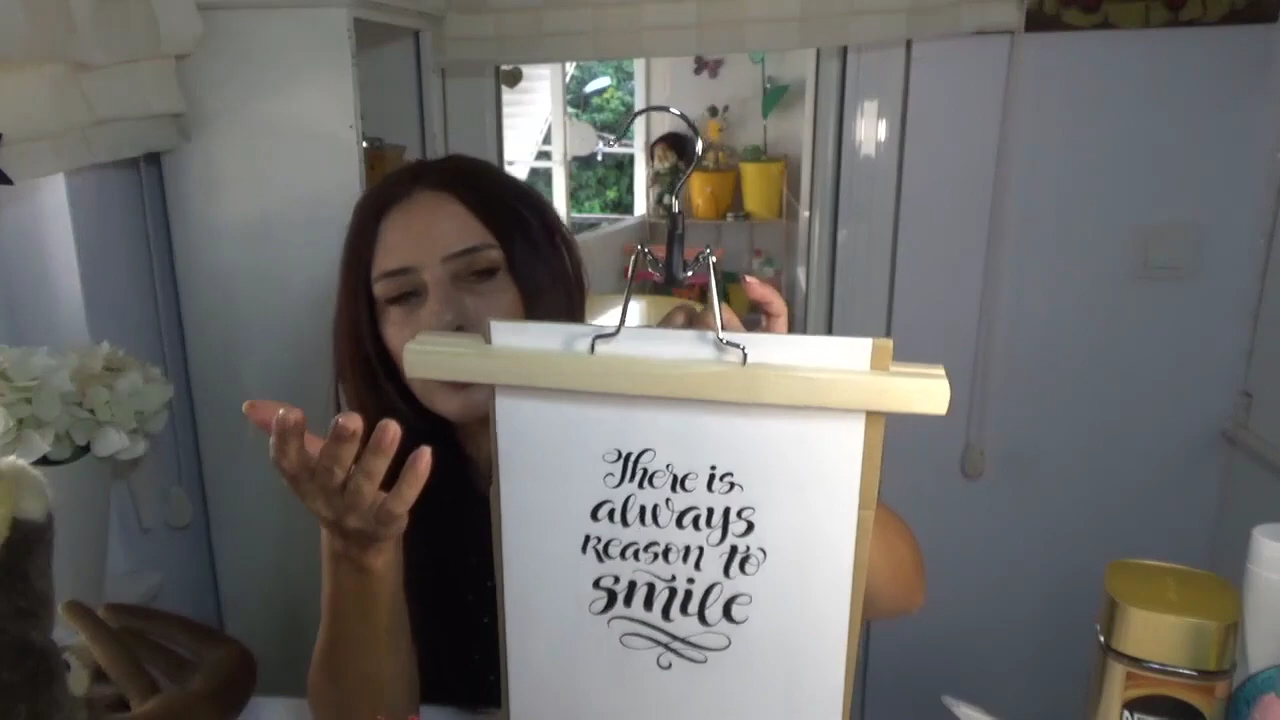 There is
always
reason to
smile